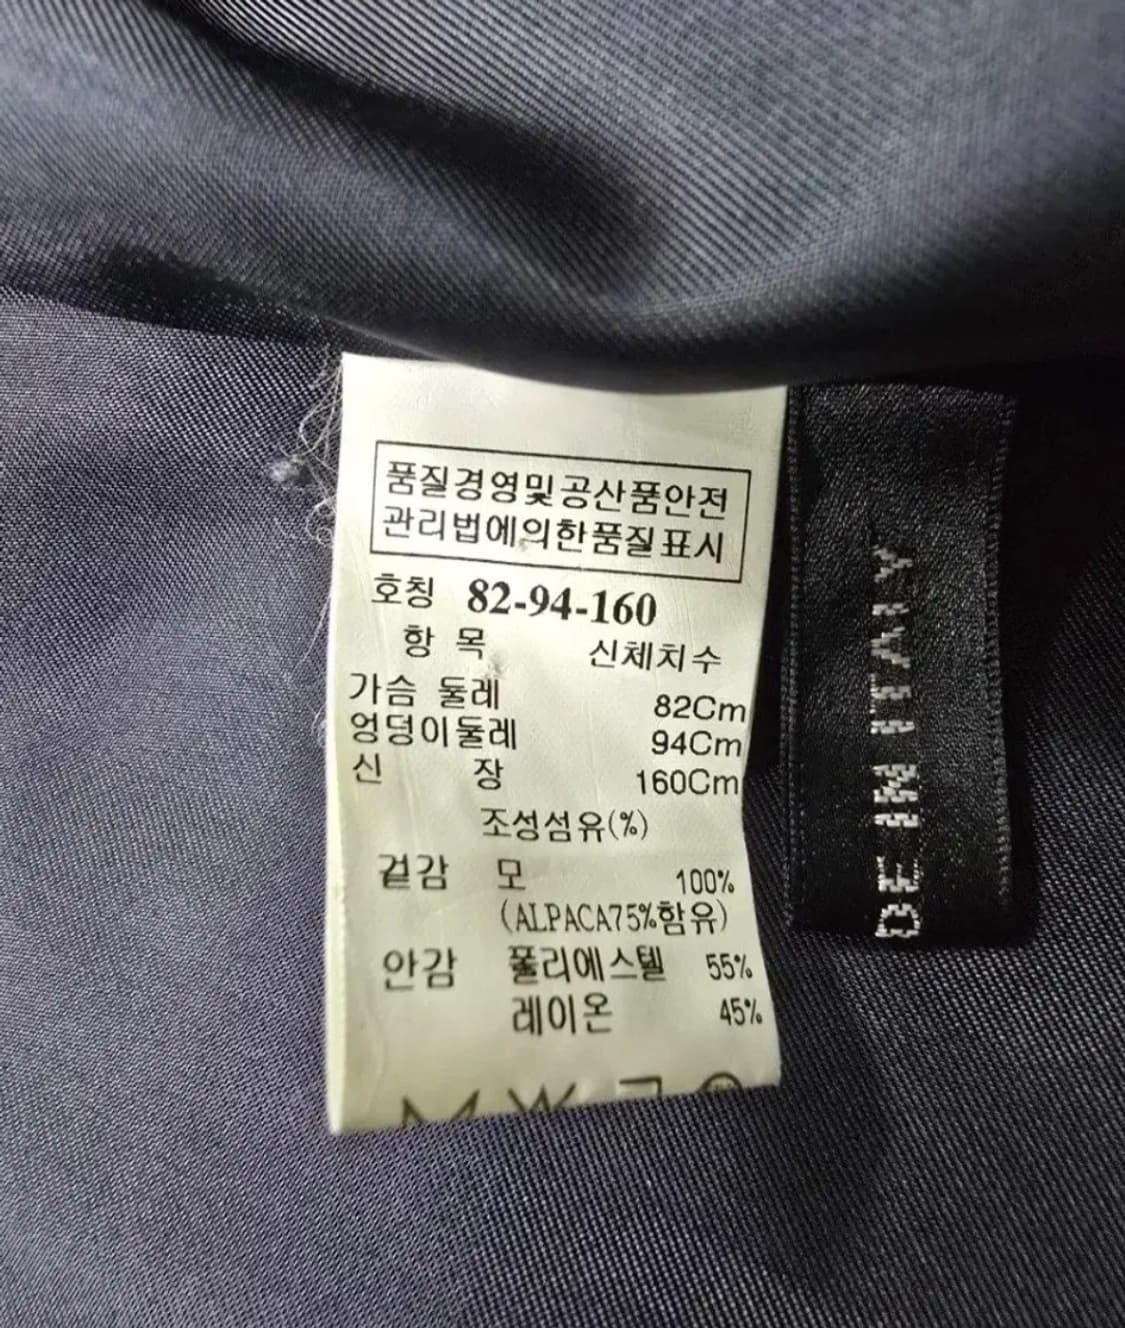 품질경영및공산품안전
관리법에의한품질표시
호칭 82-94-160
항 목 신체치수
가슴 둘레 82Cm
엉덩이둘레 94Cm
신 장 160Cm
조성섬유(%)
겉감 모 100%
(ALPACA75%함유)
안감 폴리에스텔 55%
레이온 45%